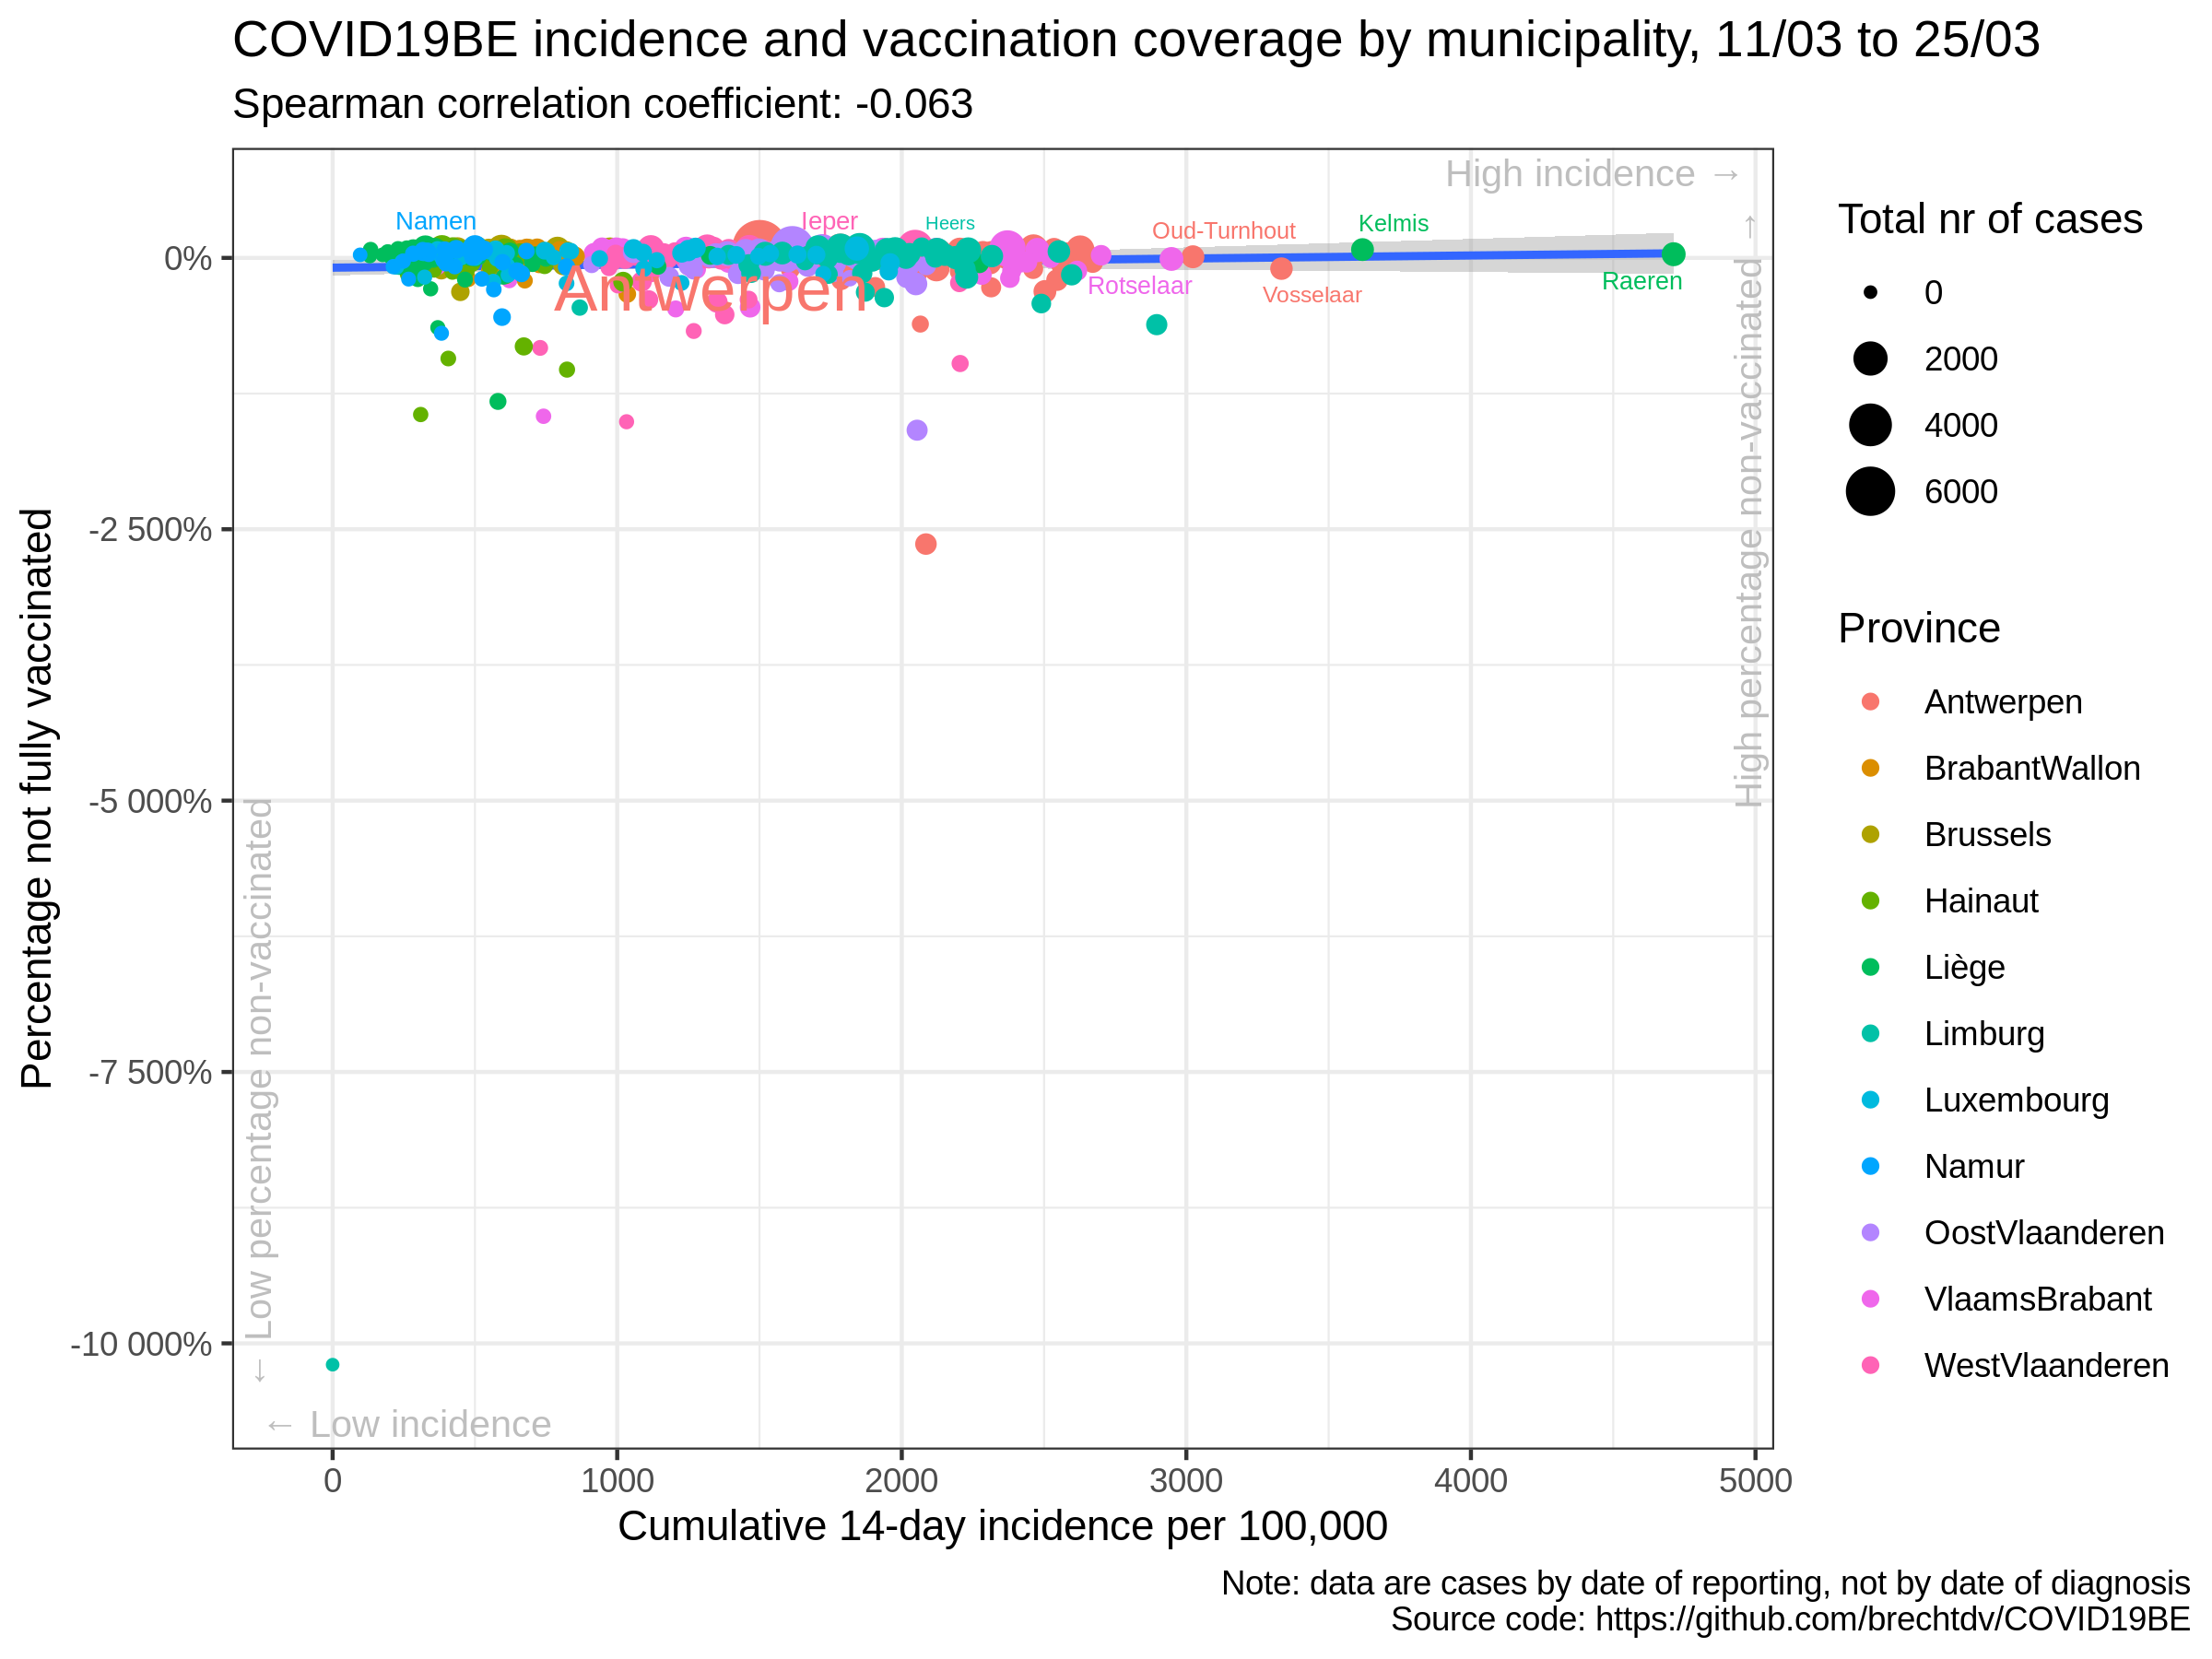 COVID19BE incidence and vaccination coverage by municipality, 11/03 to 25/03
Spearman correlation coefficient: -0.063
High incidence →
High percentage non-vaccinated →
Namen
Ieper
Heers
Oud-Turnhout
Kelmis
Antwerpen
Rotselaar
Vosselaar
Raeren
← Low percentage non-vaccinated
← Low incidence
Percentage not fully vaccinated
0%
-2 500%
-5 000%
-7 500%
-10 000%
0
1000
2000
3000
4000
5000
Cumulative 14-day incidence per 100,000
Total nr of cases
0
2000
4000
6000
Province
Antwerpen
BrabantWallon
Brussels
Hainaut
Liège
Limburg
Luxembourg
Namur
OostVlaanderen
VlaamsBrabant
WestVlaanderen
Note: data are cases by date of reporting, not by date of diagnosis
Source code: https://github.com/brechtdv/COVID19BE